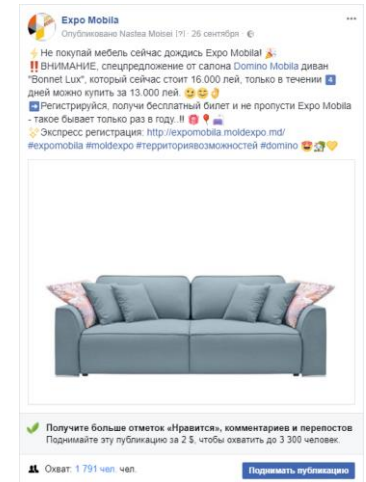 Expo Mobila
Опубликовано Nastea Moisei [?] · 26 сентября ·
⚡Не покупай мебель сейчас дождись Expo Mobila! 🎉
‼ВНИМАНИЕ, спецпредложение от салона Domino Mobila диван
"Bonnet Lux", который сейчас стоит 16.000 лей, только в течении 4️⃣
дней можно купить за 13.000 лей. 😉😊👌
➡Регистрируйся, получи бесплатный билет и не пропусти Expo Mobila
- такое бывает только раз в году..!!
Экспресс регистрация: http://expomobila.moldexpo.md/
#expomobila #moldexpo #территориявозможностей #domino
Получите больше отметок «Нравится», комментариев и перепостов
Поднимайте эту публикацию за 2 $, чтобы охватить до 3 300 человек.
Охват: 1 791 чел. чел.
Поднимать публикацию